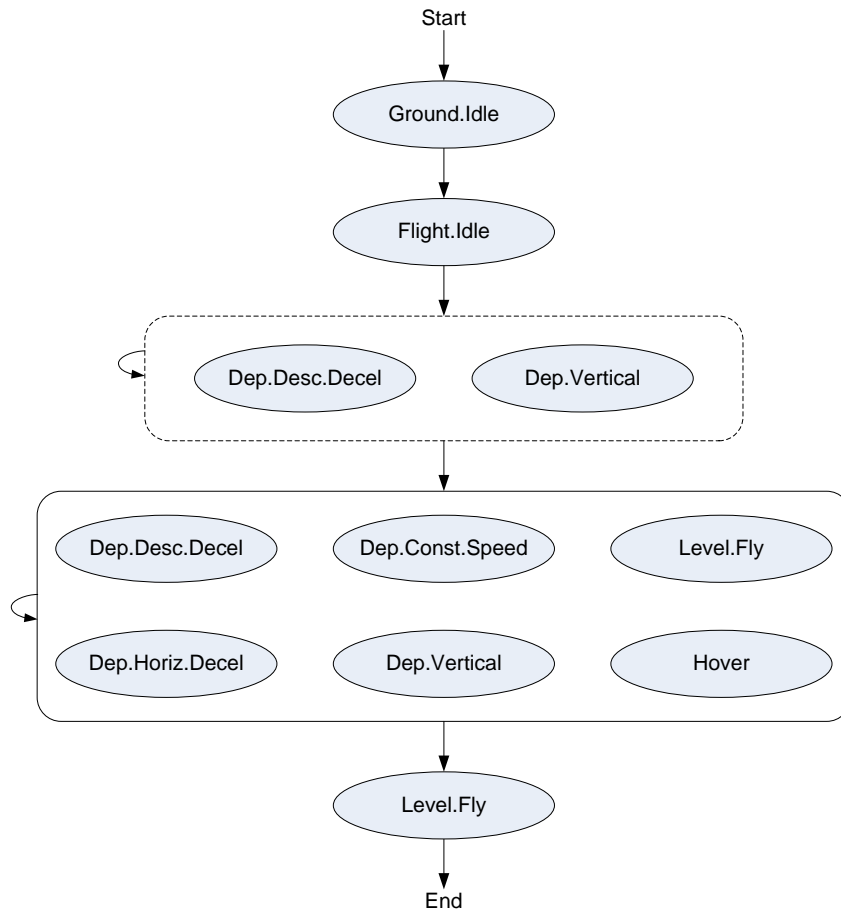 Start
Ground.Idle
Flight.Idle
Dep.Desc.Decel
Dep.Vertical
Dep.Desc.Decel
Dep.Const.Speed
Level.Fly
Dep.Horiz.Decel
Dep.Vertical
Hover
Level.Fly
End